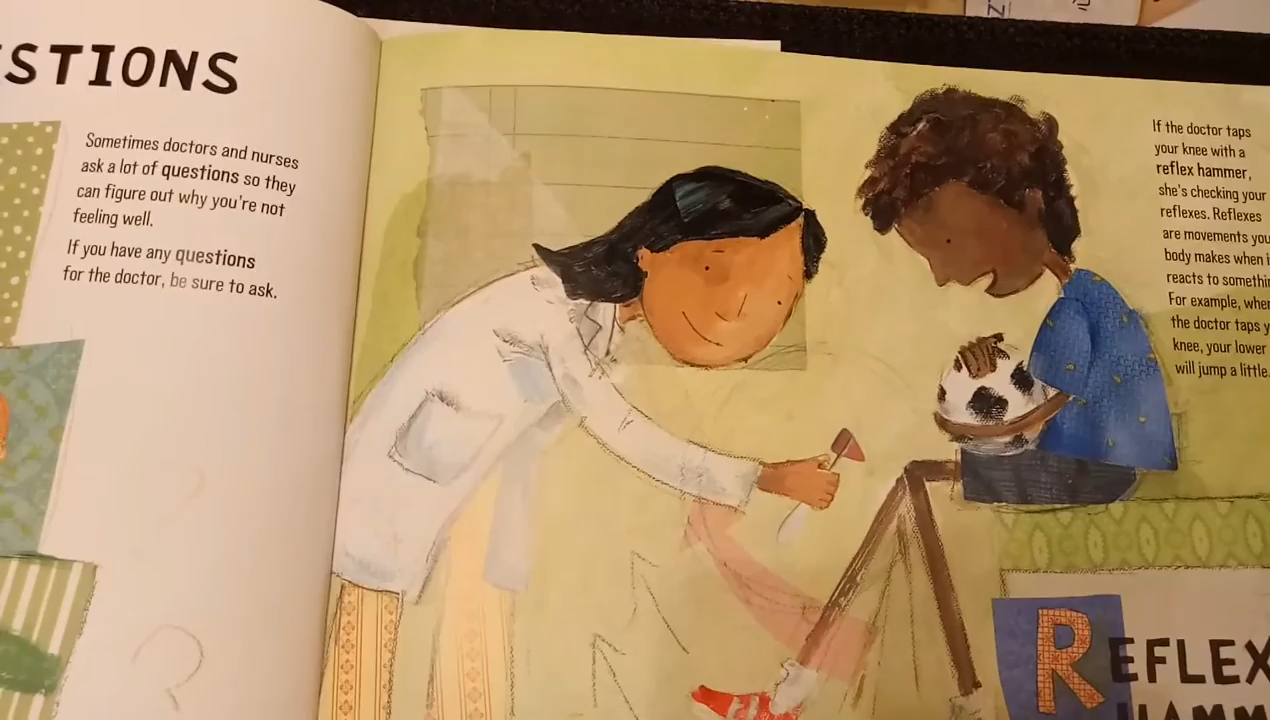 STIONS
Sometimes doctors and nurses
ask a lot of questions so they
can figure out why you're not
feeling well.
If you have any questions
for the doctor, be sure to ask.
If the doctor taps
your knee with a
reflex hammer,
she's checking your
reflexes. Reflexes
are movements you
body makes when i
reacts to somethi
For example, when
the doctor taps y
knee, your lower
will jump a little.
REFLEX
HAMM